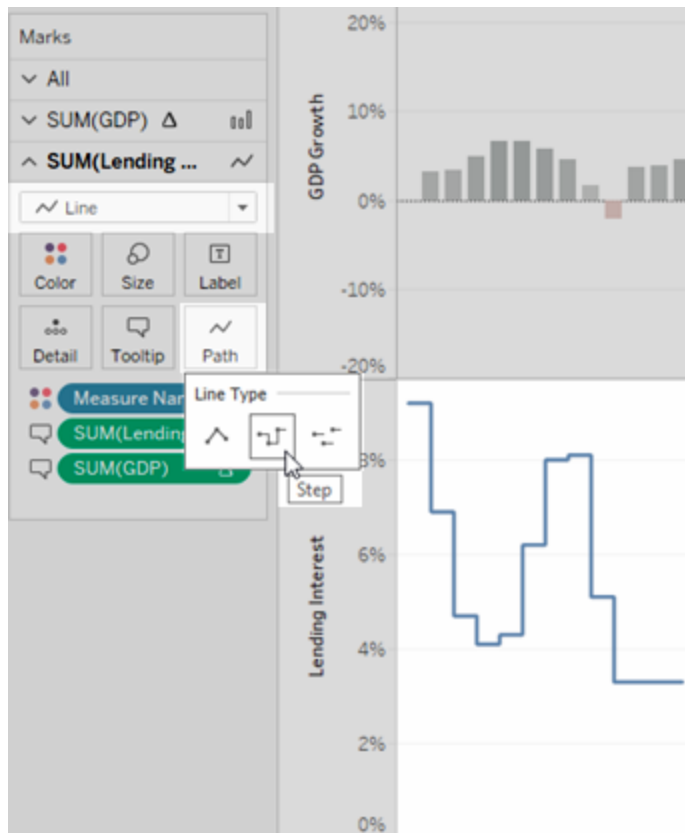 Marks
All
SUM(GDP) Δ
SUM(Lending ...
Line
Color
Size
Label
Detail
Tooltip
Path
Measure Nar
SUM(Lending
SUM(GDP) Δ
Line Type
Step
20%
10%
0%
-10%
-20%
GDP Growth
8%
6%
4%
2%
0%
Lending Interest